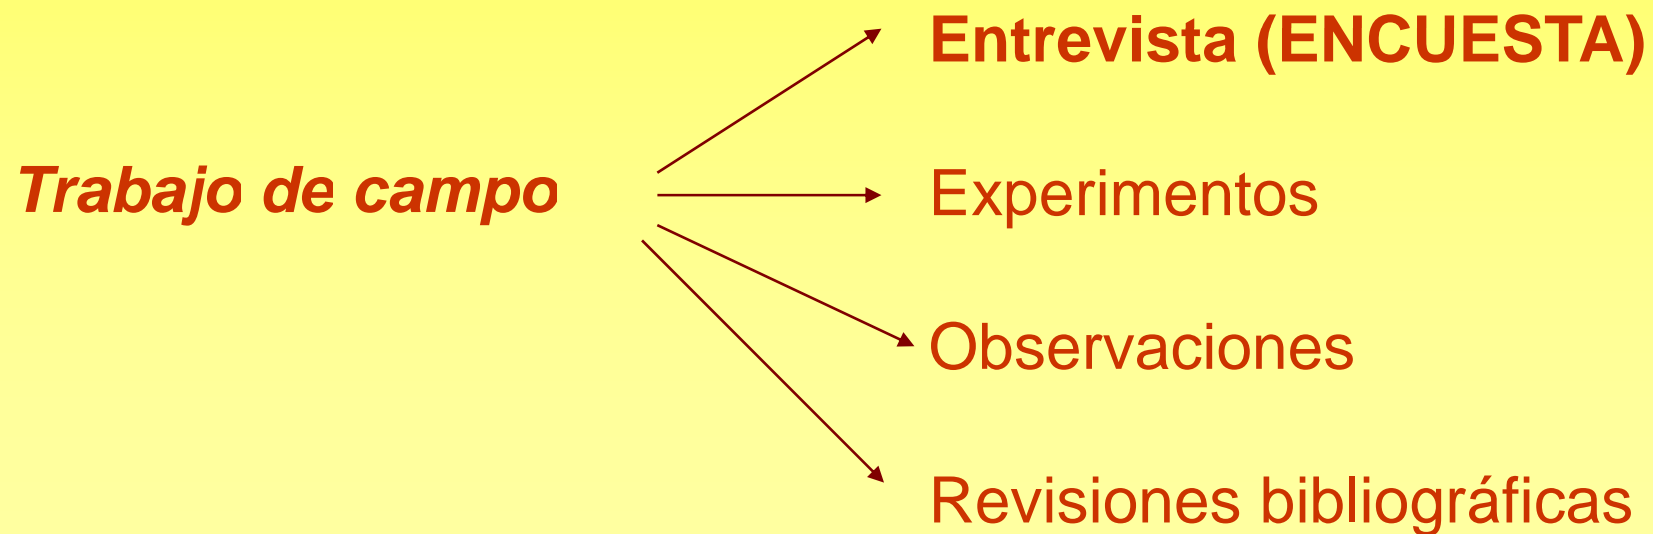 Entrevista (ENCUESTA)
Trabajo de campo
Experimentos
Observaciones
Revisiones bibliográficas